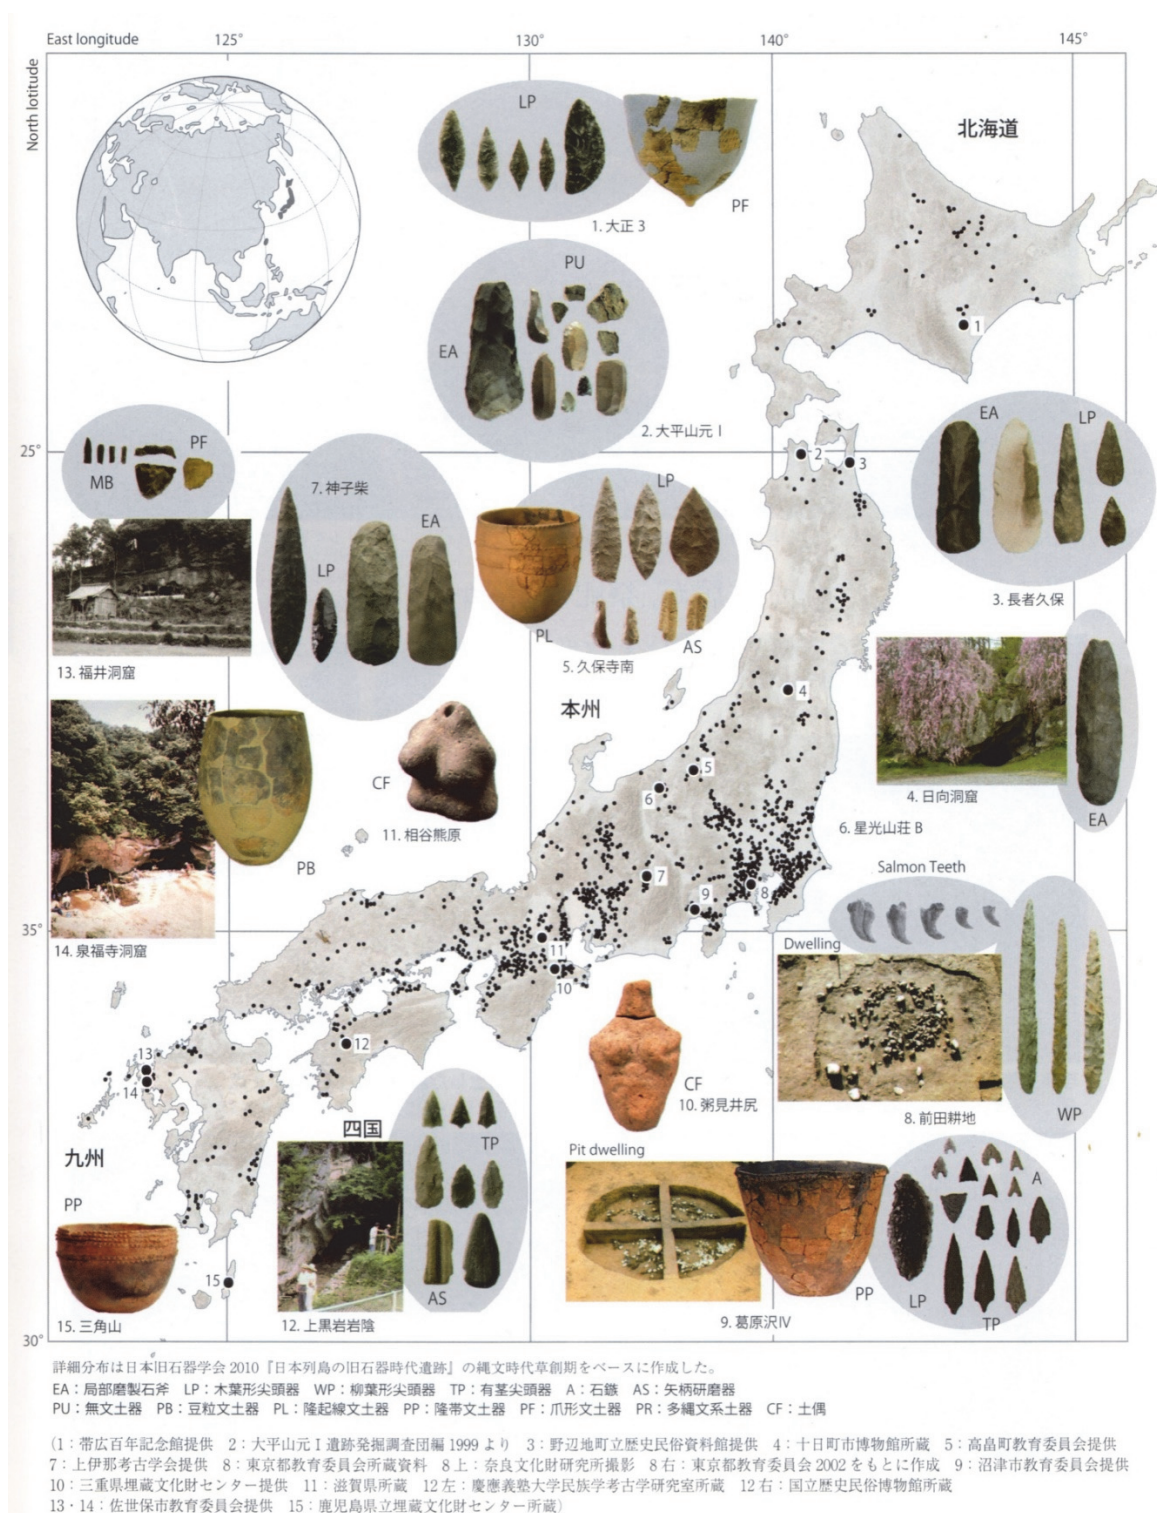 East longitude
125°
130°
140°
145°
North lotitude
LP
PF
1. 大正 3
北海道
PU
EA
2. 大平山元 I
1
25°
MB
PF
7. 神子柴
LP
EA
LP
PL
AS
5. 久保寺南
2
3
EA
LP
3. 長者久保
13. 福井洞窟
本州
4
4. 日向洞窟
EA
CF
11. 相谷熊原
5
6
6. 星光山荘 B
PB
14. 泉福寺洞窟
7
9
8
Salmon Teeth
35°
11
10
Dwelling
CF
10. 粥見井尻
8. 前田耕地
WP
13
14
12
九州
四国
TP
AS
12. 上黒岩岩陰
PP
15
15. 三角山
Pit dwelling
PP
LP
A
TP
9. 葛原沢Ⅳ
30°
詳細分布は日本旧石器学会 2010『日本列島の旧石器時代遺跡』の縄文時代草創期をベースに作成した。
EA：局部磨製石斧 LP：木葉形尖頭器 WP：柳葉形尖頭器 TP：有茎尖頭器 A：石鏃 AS：矢柄研磨器
PU：無文土器 PB：豆粒文土器 PL：隆起線文土器 PP：隆帯文土器 PF：爪形文土器 PR：多縄文系土器 CF：土偶
(1：帯広百年記念館提供 2：大平山元 I 遺跡発掘調査団編 1999 より 3：野辺地町立歴史民俗資料館提供 4：十日町市博物館所蔵 5：高畠町教育委員会提供
7：上伊那考古学会提供 8：東京都教育委員会所蔵資料 8 上：奈良文化財研究所撮影 8 右：東京都教育委員会 2002 をもとに作成 9：沼津市教育委員会提供
10：三重県埋蔵文化財センター提供 11：滋賀県所蔵 12 左：慶應義塾大学民族学考古学研究室所蔵 12 右：国立歴史民俗博物館所蔵
13・14：佐世保市教育委員会提供 15：鹿児島県立埋蔵文化財センター所蔵)